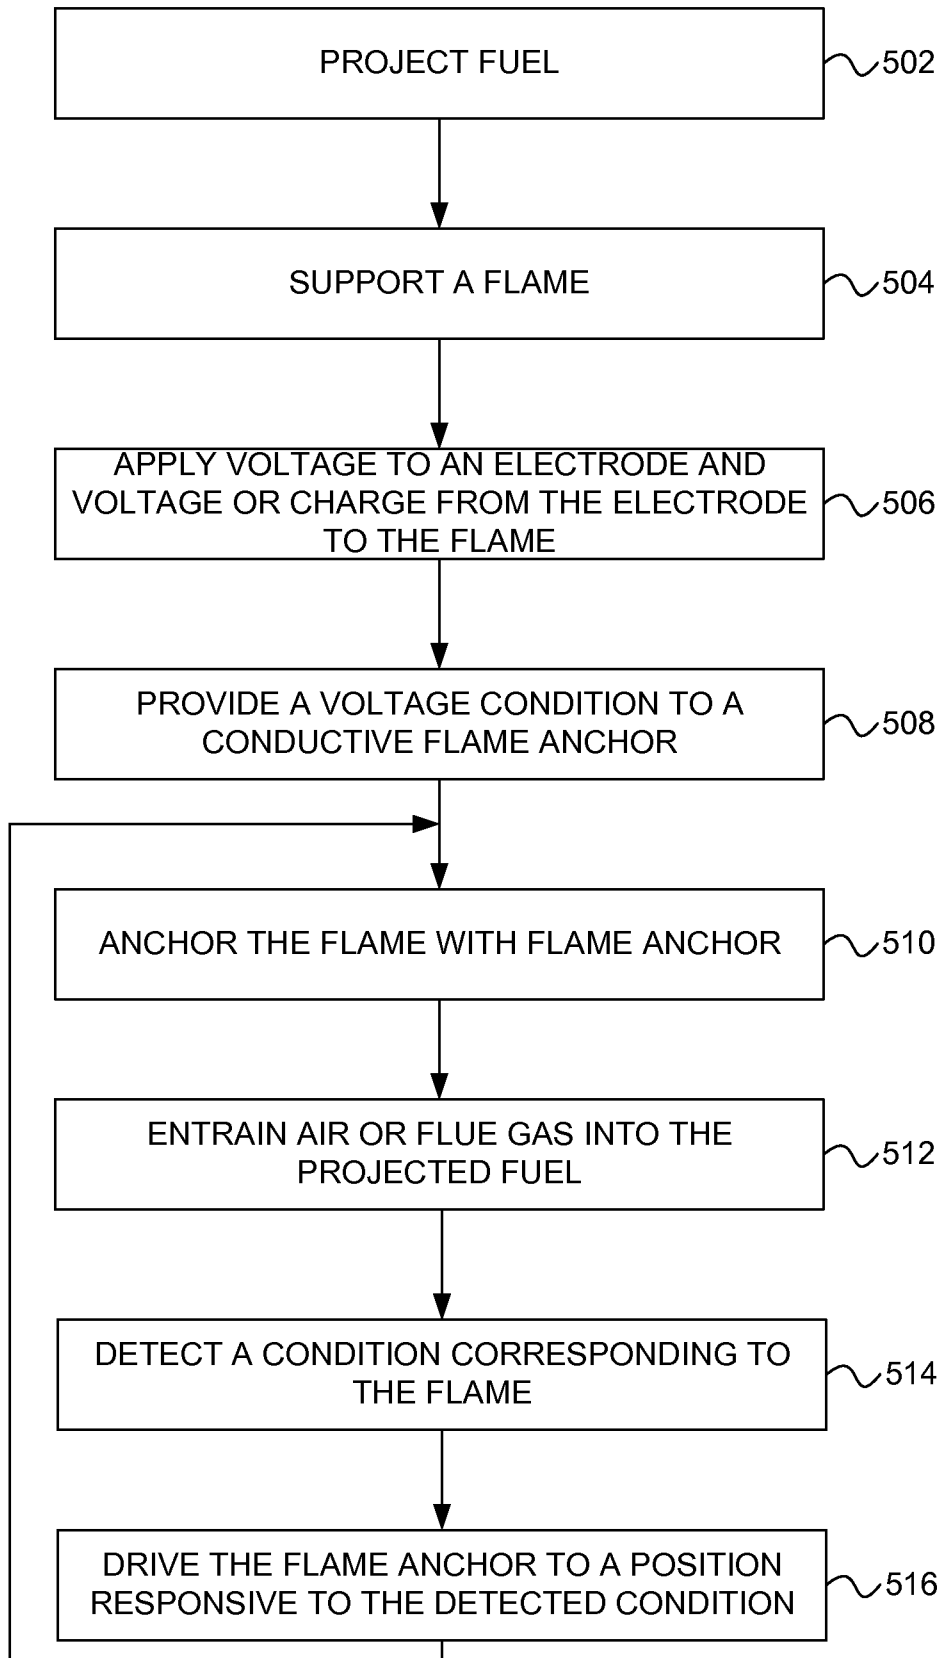 PROJECT FUEL
502
SUPPORT A FLAME
504
APPLY VOLTAGE TO AN ELECTRODE AND
VOLTAGE OR CHARGE FROM THE ELECTRODE
TO THE FLAME
506
PROVIDE A VOLTAGE CONDITION TO A
CONDUCTIVE FLAME ANCHOR
508
ANCHOR THE FLAME WITH FLAME ANCHOR
510
ENTRAIN AIR OR FLUE GAS INTO THE
PROJECTED FUEL
512
DETECT A CONDITION CORRESPONDING TO
THE FLAME
514
DRIVE THE FLAME ANCHOR TO A POSITION
RESPONSIVE TO THE DETECTED CONDITION
516